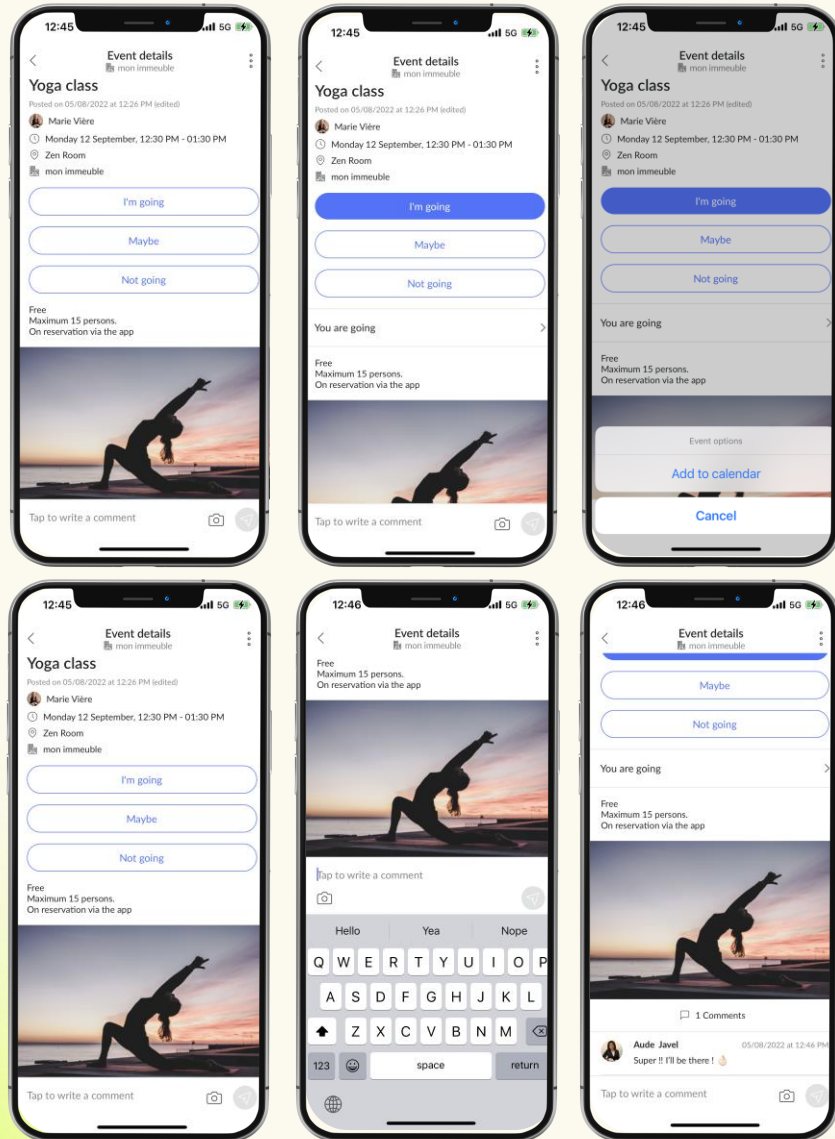 12:45
5G
Event details
mon immeuble
Yoga class
Posted on 05/08/2022 at 12:26 PM (edited)
Marie Vière
Monday 12 September, 12:30 PM - 01:30 PM
Zen Room
mon immeuble
I'm going
Maybe
Not going
Free
Maximum 15 persons.
On reservation via the app
Tap to write a comment
12:45
5G
Event details
mon immeuble
Yoga class
Posted on 05/08/2022 at 12:26 PM (edited)
Marie Vière
Monday 12 September, 12:30 PM - 01:30 PM
Zen Room
mon immeuble
I'm going
Maybe
Not going
You are going
Free
Maximum 15 persons.
On reservation via the app
Tap to write a comment
12:45
5G
Event details
mon immeuble
Yoga class
Posted on 05/08/2022 at 12:26 PM (edited)
Marie Vière
Monday 12 September, 12:30 PM - 01:30 PM
Zen Room
mon immeuble
I'm going
Maybe
Not going
You are going
Free
Maximum 15 persons.
On reservation via the app
Event options
Add to calendar
Cancel
12:45
5G
Event details
mon immeuble
Yoga class
Posted on 05/08/2022 at 12:26 PM (edited)
Marie Vière
Monday 12 September, 12:30 PM - 01:30 PM
Zen Room
mon immeuble
I'm going
Maybe
Not going
Free
Maximum 15 persons.
On reservation via the app
Tap to write a comment
12:46
5G
Event details
mon immeuble
Free
Maximum 15 persons.
On reservation via the app
Tap to write a comment
Hello Yea Nope
Q W E R T Y U I O P
A S D F G H J K L
Z X C V B N M
123 space return
12:46
5G
Event details
mon immeuble
Maybe
Not going
You are going
Free
Maximum 15 persons.
On reservation via the app
1 Comments
Aude Javel 05/08/2022 at 12:46 PM
Super !! I'll be there ! 👌🏻
Tap to write a comment